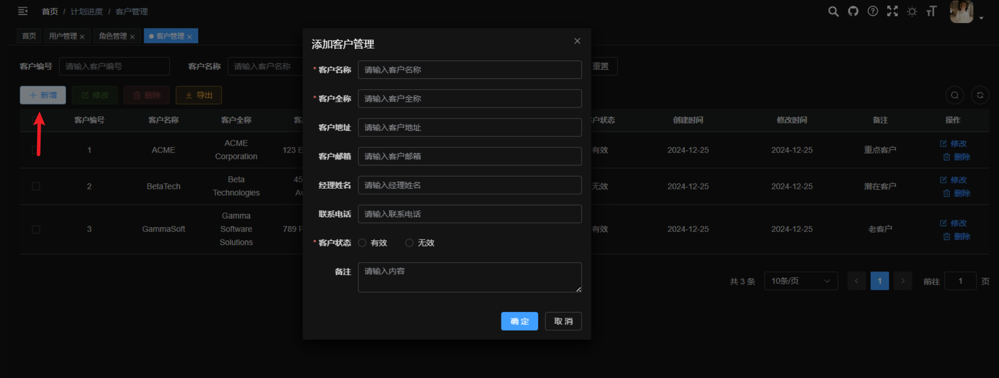 首页 / 计划进度 / 客户管理
首页 用户管理 角色管理 客户管理
客户编号 请输入客户编号 客户名称 请输入客户名称 重置
新增 修改 删除 导出
客户编号 客户名称 客户全称 客 户状态 创建时间 修改时间 备注 操作
1 ACME ACME Corporation 123 E 有效 2024-12-25 2024-12-25 重点客户 修改 删除
2 BetaTech Beta Technologies 45 Av 无效 2024-12-25 2024-12-25 潜在客户 修改 删除
3 GammaSoft Gamma Software Solutions 789 F 有效 2024-12-25 2024-12-25 老客户 修改 删除
共 3 条 10条/页 1 前往 1 页
添加客户管理
* 客户名称 请输入客户名称
* 客户全称 请输入客户全称
客户地址 请输入客户地址
客户邮箱 请输入客户邮箱
经理姓名 请输入经理姓名
联系电话 请输入联系电话
* 客户状态 有效 无效
备注 请输入内容
确 定 取 消